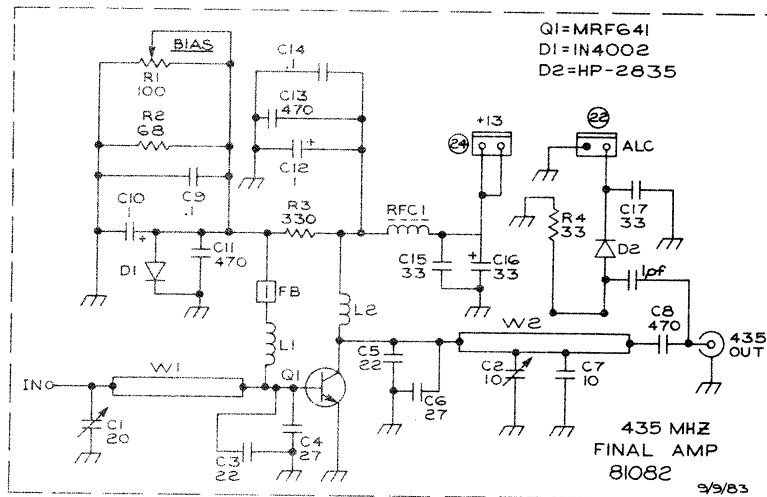 Q1=MRF641
D1=1N4002
D2=HP-2835
BIAS
R1
100
R2
68
C9
.1
C10
1
+
D1
C11
470
C14
.1
C13
470
+
C12
1
R3
330
RFC1
+13
24
22
ALC
C15
33
+
C16
33
R4
33
D2
C17
33
1pf
FB
L1
L2
W1
IN
C1
20
Q1
C3
22
C4
27
C5
22
C6
27
W2
C2
10
C7
10
C8
470
435
OUT
435 MHZ
FINAL AMP
81082
9/9/83